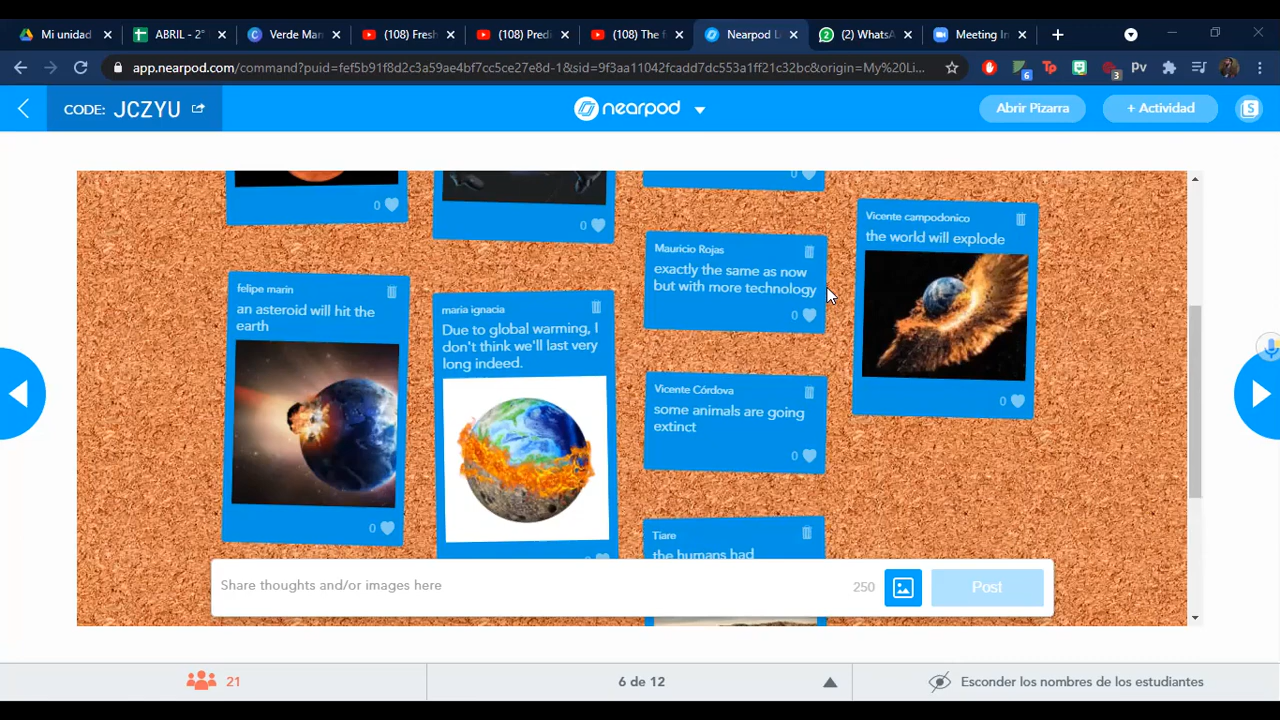 Mi unidad
ABRIL - 2°
Verde Man
(108) Fresh
(108) Predi
(108) The f
Nearpod L
(2) WhatsA
Meeting In
app.nearpod.com/command?puid=fef5b91f8d2c3a59ae4bf7cc5ce27e8d-1&sid=9f3aa11042fcadd7dc553a1ff21c32bc&origin=My%20Li...
6
Tp
3
Pv
CODE: JCZYU
nearpod
Abrir Pizarra
+ Actividad
S
0
0
0
felipe marin
an asteroid will hit the
earth
0
maria ignacia
Due to global warming, I
don't think we'll last very
long indeed.
Mauricio Rojas
exactly the same as now
but with more technology
0
Vicente Córdova
some animals are going
extinct
0
Tiare
the humans had
Vicente campodonico
the world will explode
0
Share thoughts and/or images here
250
Post
21
6 de 12
Esconder los nombres de los estudiantes